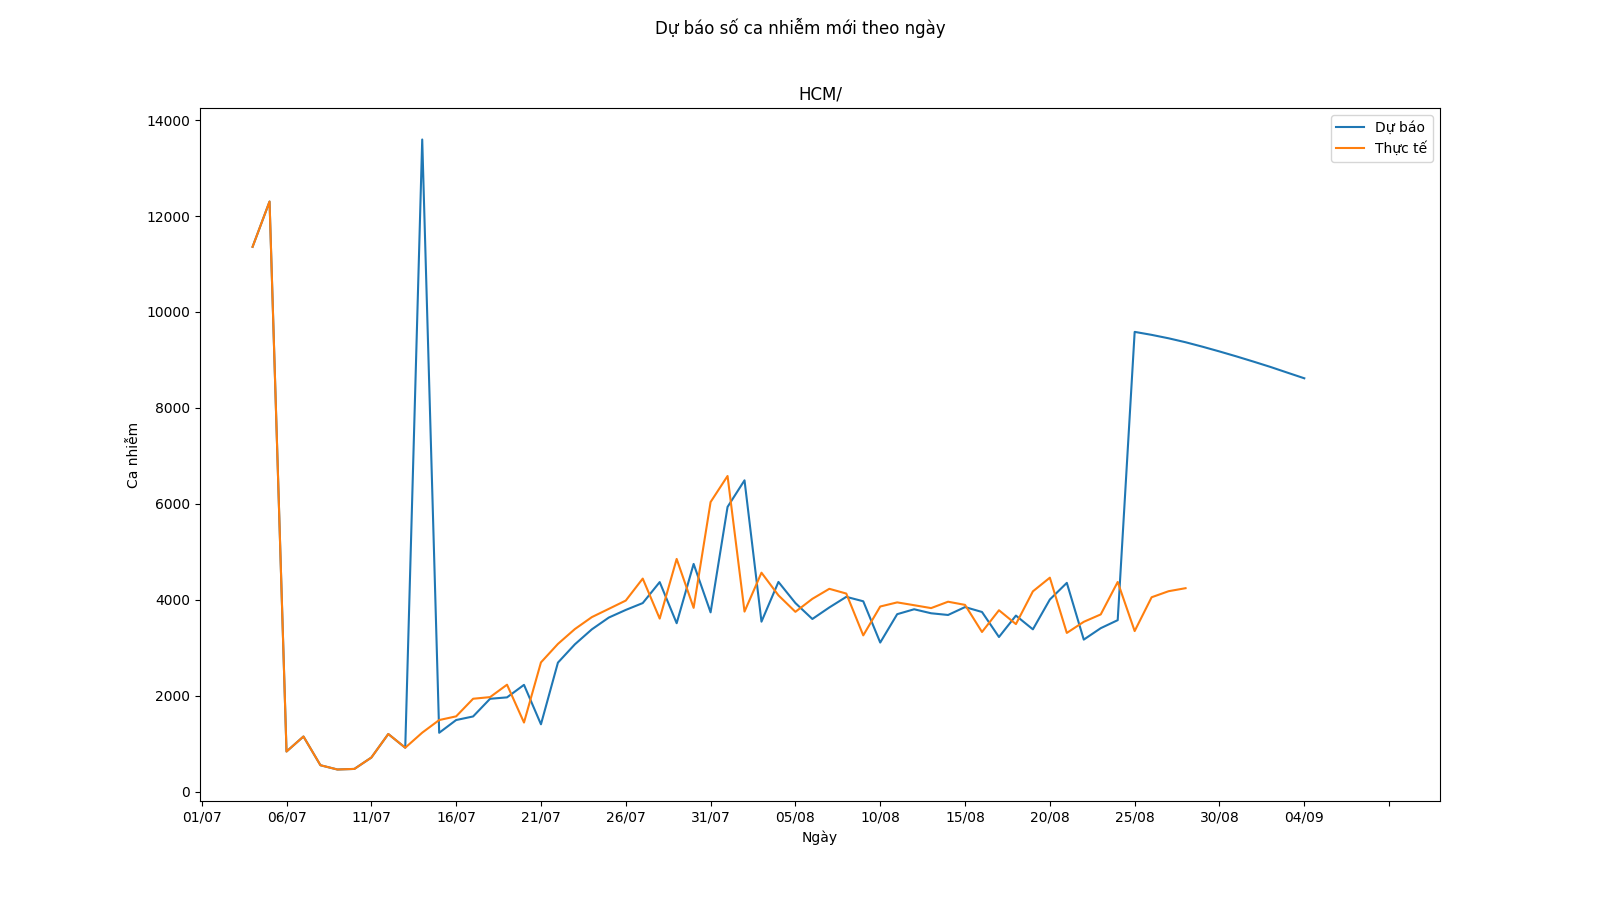 Dự báo số ca nhiễm mới theo ngày
HCM/
Dự báo
Thực tế
14000
12000
10000
8000
6000
4000
2000
0
Ca nhiễm
01/07 06/07 11/07 16/07 21/07 26/07 31/07 05/08 10/08 15/08 20/08 25/08 30/08 04/09
Ngày